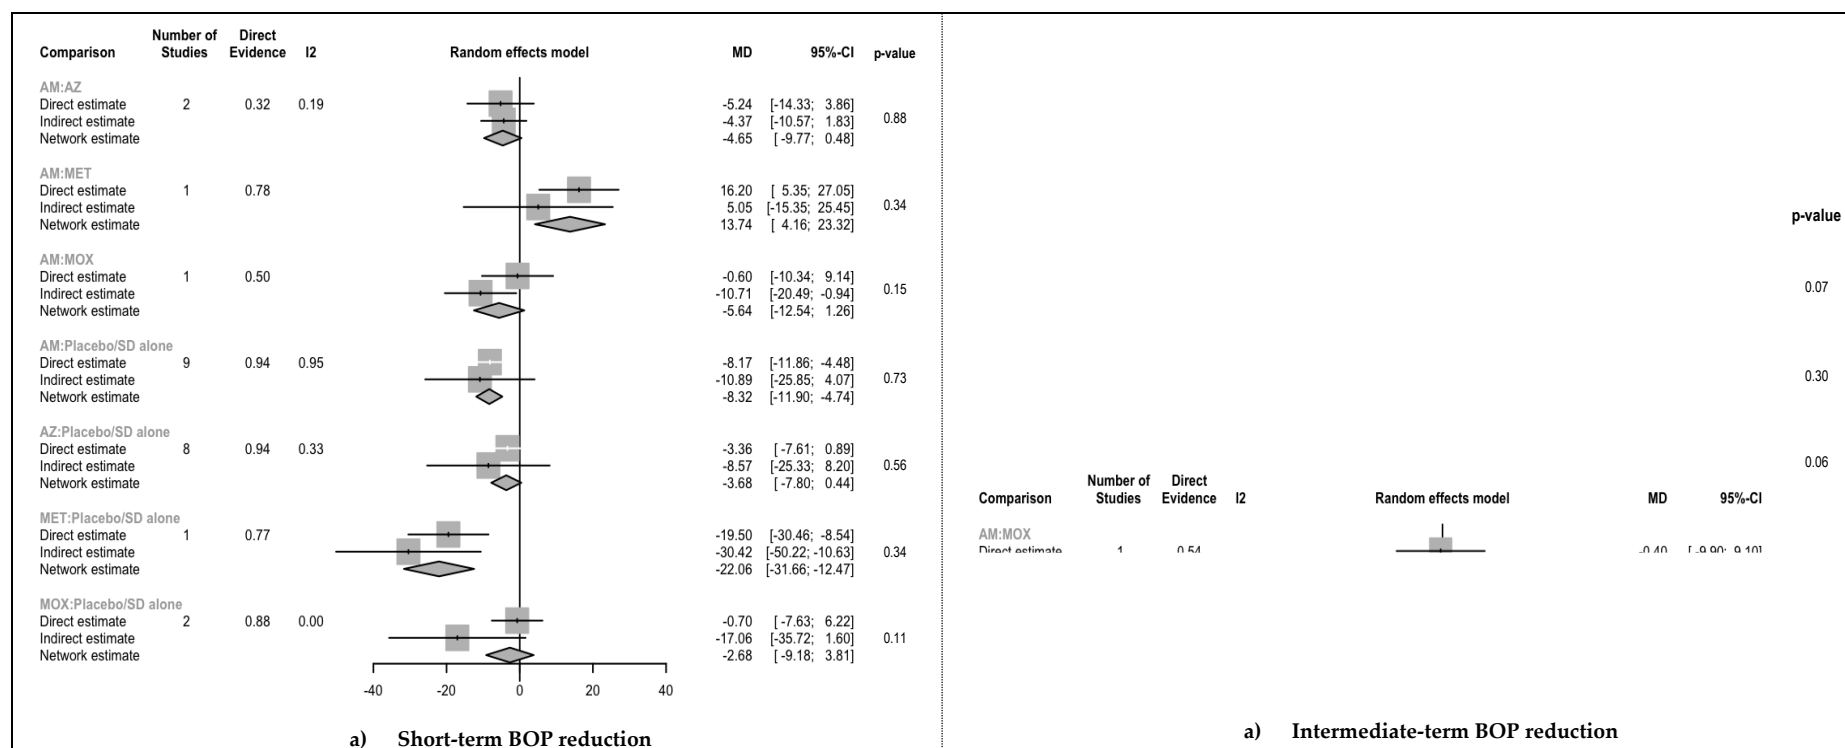 Comparison Number of Studies Direct Evidence I2 Random effects model MD 95%-CI p-value
AM:AZ
Direct estimate 2 0.32 0.19 -5.24 [-14.33; 3.86]
Indirect estimate -4.37 [-10.57; 1.83] 0.88
Network estimate -4.65 [ -9.77; 0.48]
AM:MET
Direct estimate 1 0.78 16.20 [ 5.35; 27.05]
Indirect estimate 5.05 [-15.35; 25.45] 0.34
Network estimate 13.74 [ 4.16; 23.32]
AM:MOX
Direct estimate 1 0.50 -0.60 [-10.34; 9.14]
Indirect estimate -10.71 [-20.49; -0.94] 0.15
Network estimate -5.64 [-12.54; 1.26]
AM:Placebo/SD alone
Direct estimate 9 0.94 0.95 -8.17 [-11.86; -4.48]
Indirect estimate -10.89 [-25.85; 4.07] 0.73
Network estimate -8.32 [-11.90; -4.74]
AZ:Placebo/SD alone
Direct estimate 8 0.94 0.33 -3.36 [ -7.61; 0.89]
Indirect estimate -8.57 [-25.33; 8.20] 0.56
Network estimate -3.68 [ -7.80; 0.44]
MET:Placebo/SD alone
Direct estimate 1 0.77 -19.50 [-30.46; -8.54]
Indirect estimate -30.42 [-50.22; -10.63] 0.34
Network estimate -22.06 [-31.66; -12.47]
MOX:Placebo/SD alone
Direct estimate 2 0.88 0.00 -0.70 [ -7.63; 6.22]
Indirect estimate -17.06 [-35.72; 1.60] 0.11
Network estimate -2.68 [ -9.18; 3.81]
-40 -20 0 20 40
a) Short-term BOP reduction
p-value
0.07
0.30
0.06
Comparison Number of Studies Direct Evidence I2 Random effects model MD 95%-CI
AM:MOX
Direct estimate 1 0.54 -0.40 [ -9.90; 9.10]
a) Intermediate-term BOP reduction